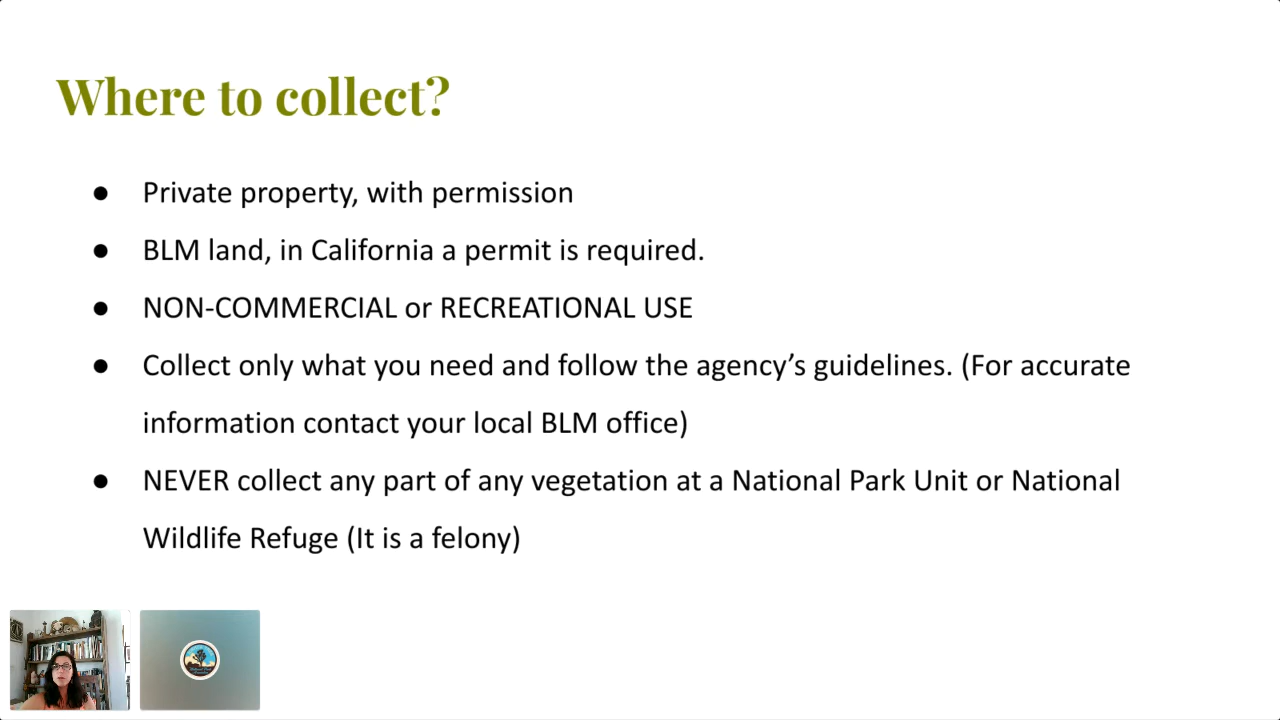 Where to collect?
● Private property, with permission
● BLM land, in California a permit is required.
● NON-COMMERCIAL or RECREATIONAL USE
● Collect only what you need and follow the agency’s guidelines. (For accurate
information contact your local BLM office)
● NEVER collect any part of any vegetation at a National Park Unit or National
Wildlife Refuge (It is a felony)